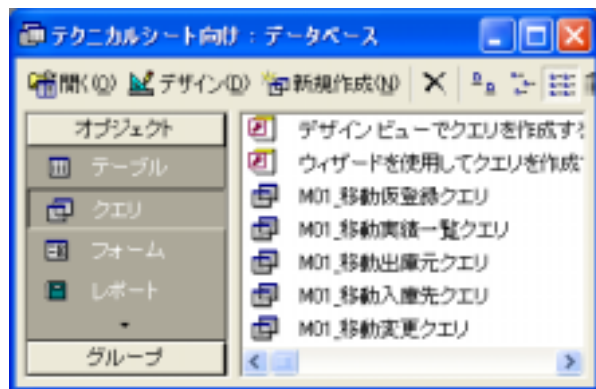 テクニカルシート向け : データベース
開く(O) デザイン(D) 新規作成(N)
オブジェクト
テーブル
クエリ
フォーム
レポート
グループ
デザイン ビューでクエリを作成す
ウィザードを使用してクエリを作成
M01_移動仮登録クエリ
M01_移動実績一覧クエリ
M01_移動出庫元クエリ
M01_移動入庫先クエリ
M01_移動変更クエリ